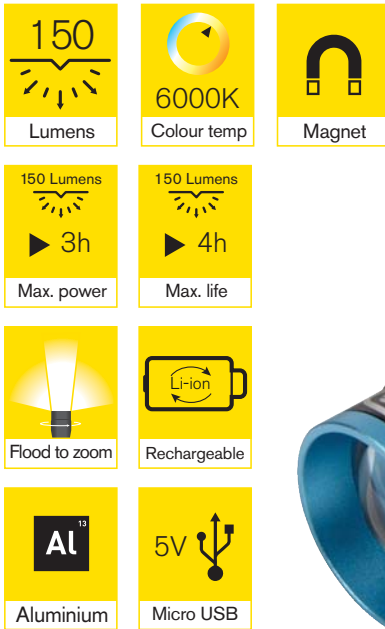 150
Lumens
6000K
Colour temp
Magnet
150 Lumens
3h
Max. power
150 Lumens
4h
Max. life
Flood to zoom
Li-ion
Rechargeable
13
Al
Aluminium
5V
Micro USB